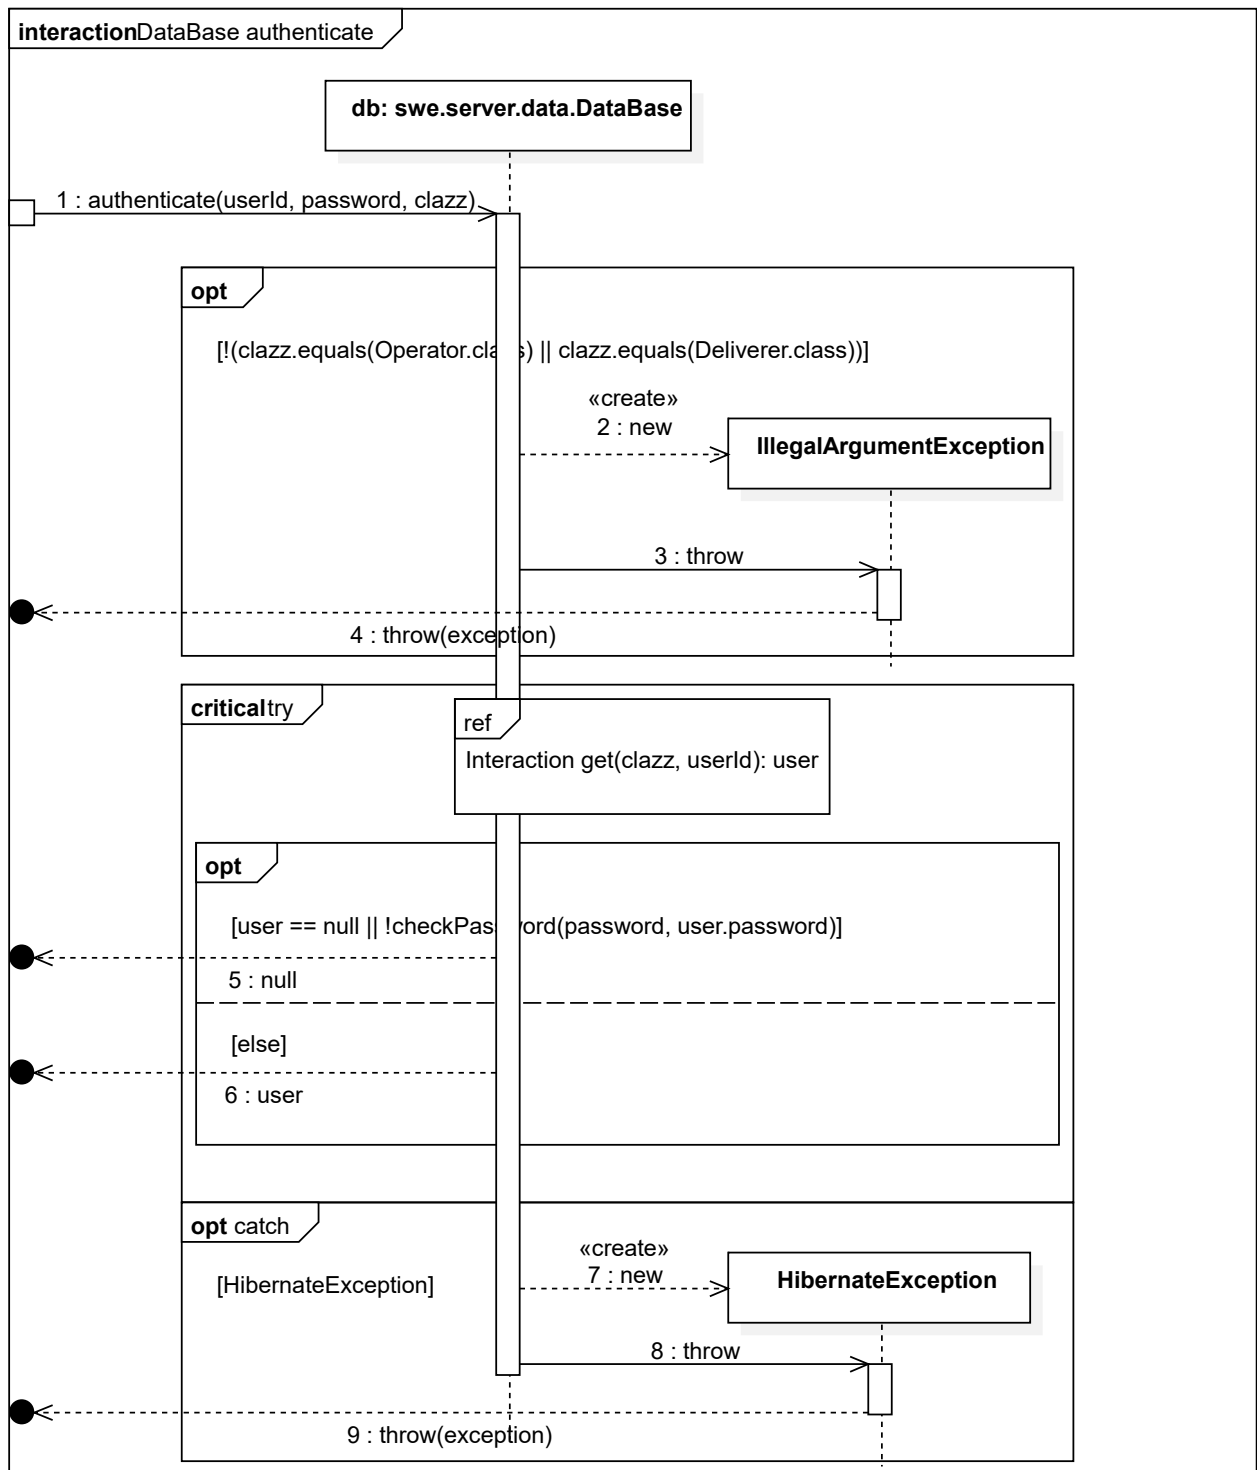 interactionDataBase authenticate
db: swe.server.data.DataBase
1 : authenticate(userId, password, clazz)
opt
[!(clazz.equals(Operator.class) || clazz.equals(Deliverer.class))]
«create»
2 : new
IllegalArgumentException
3 : throw
4 : throw(exception)
criticaltry
ref
Interaction get(clazz, userId): user
opt
[user == null || !checkPassword(password, user.password)]
5 : null
[else]
6 : user
opt catch
«create»
7 : new
[HibernateException]
HibernateException
8 : throw
9 : throw(exception)